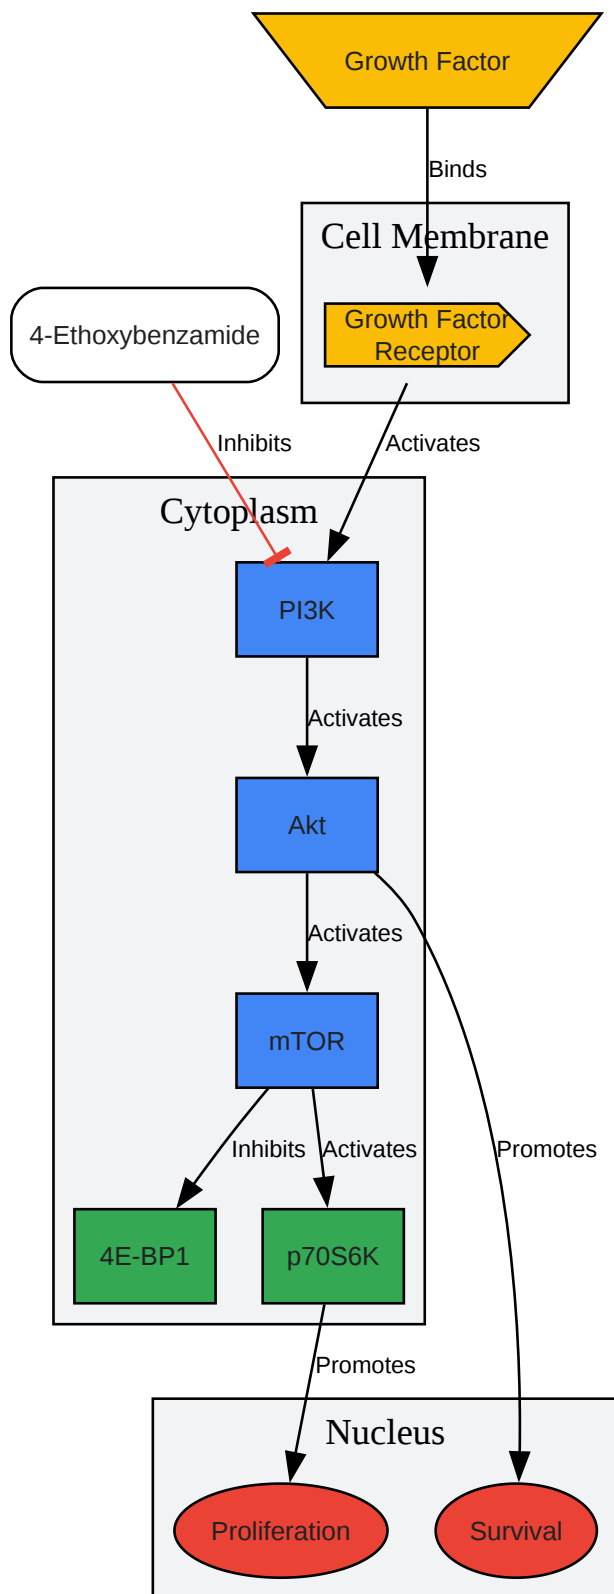 Growth Factor
Binds
Cell Membrane
Growth Factor
Receptor
4-Ethoxybenzamide
Inhibits
Activates
Cytoplasm
PI3K
Activates
Akt
Activates
mTOR
Inhibits
Activates
Promotes
4E-BP1
p70S6K
Promotes
Nucleus
Proliferation
Survival